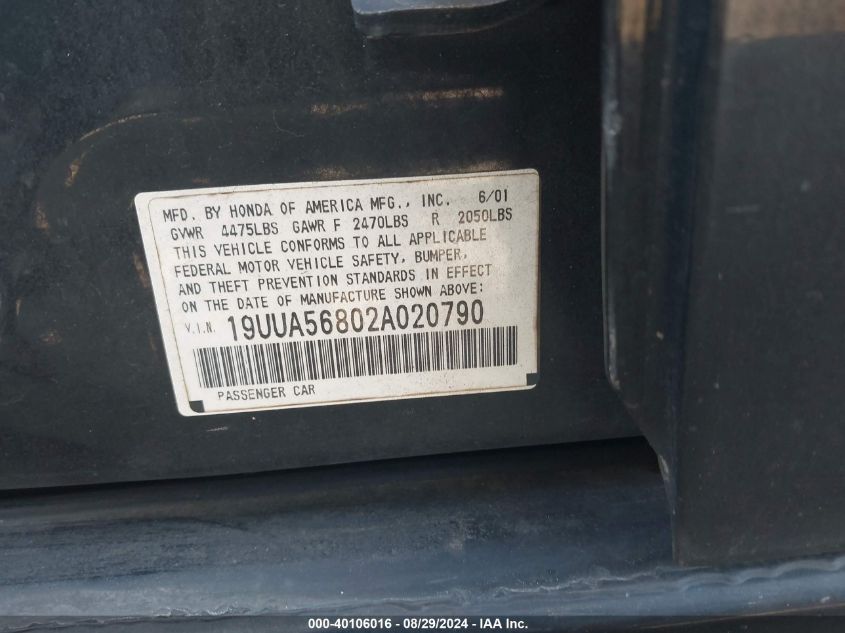 MFD. BY HONDA OF AMERICA MFG., INC. 6/01
GVWR 4475LBS GAWR F 2470LBS R 2050LBS
THIS VEHICLE CONFORMS TO ALL APPLICABLE
FEDERAL MOTOR VEHICLE SAFETY, BUMPER,
AND THEFT PREVENTION STANDARDS IN EFFECT
ON THE DATE OF MANUFACTURE SHOWN ABOVE:
V.I.N. 19UUA56802A020790
PASSENGER CAR
000-40106016 - 08/29/2024 - IAA Inc.